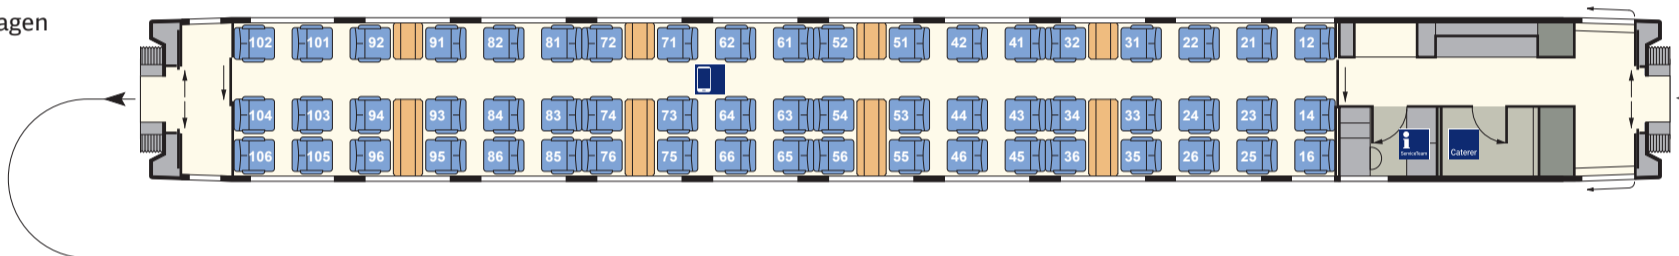 agen
102 101 92 91 82 81 72 71 62 61 52 51 42 41 32 31 22 21 12
104 103 94 93 84 83 74 73 64 63 54 53 44 43 34 33 24 23 14
106 105 96 95 86 85 76 75 66 65 56 55 46 45 36 35 26 25 16
i
ServiceTeam
Caterer